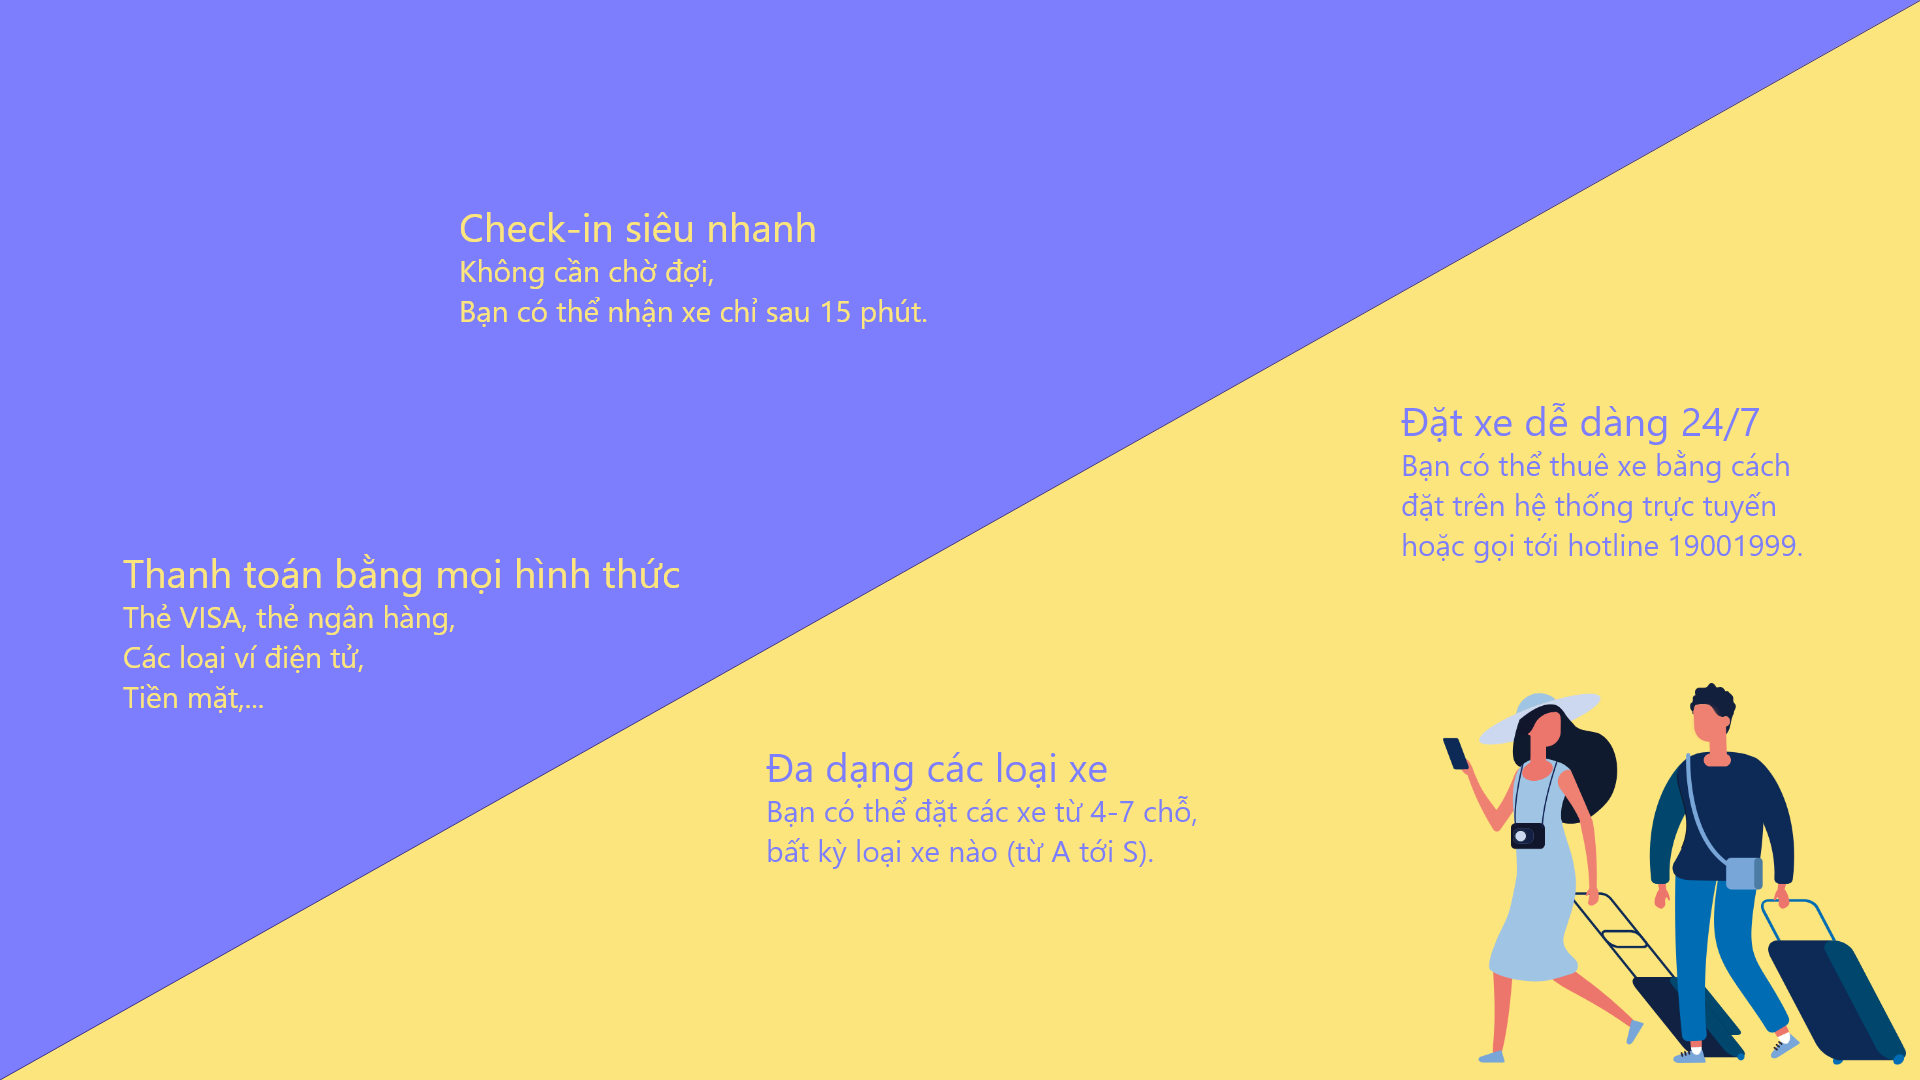 Check-in siêu nhanh
Không cần chờ đợi,
Bạn có thể nhận xe chỉ sau 15 phút.
Đặt xe dễ dàng 24/7
Bạn có thể thuê xe bằng cách
đặt trên hệ thống trực tuyến
hoặc gọi tới hotline 19001999.
Thanh toán bằng mọi hình thức
Thẻ VISA, thẻ ngân hàng,
Các loại ví điện tử,
Tiền mặt,...
Đa dạng các loại xe
Bạn có thể đặt các xe từ 4-7 chỗ,
bất kỳ loại xe nào (từ A tới S).